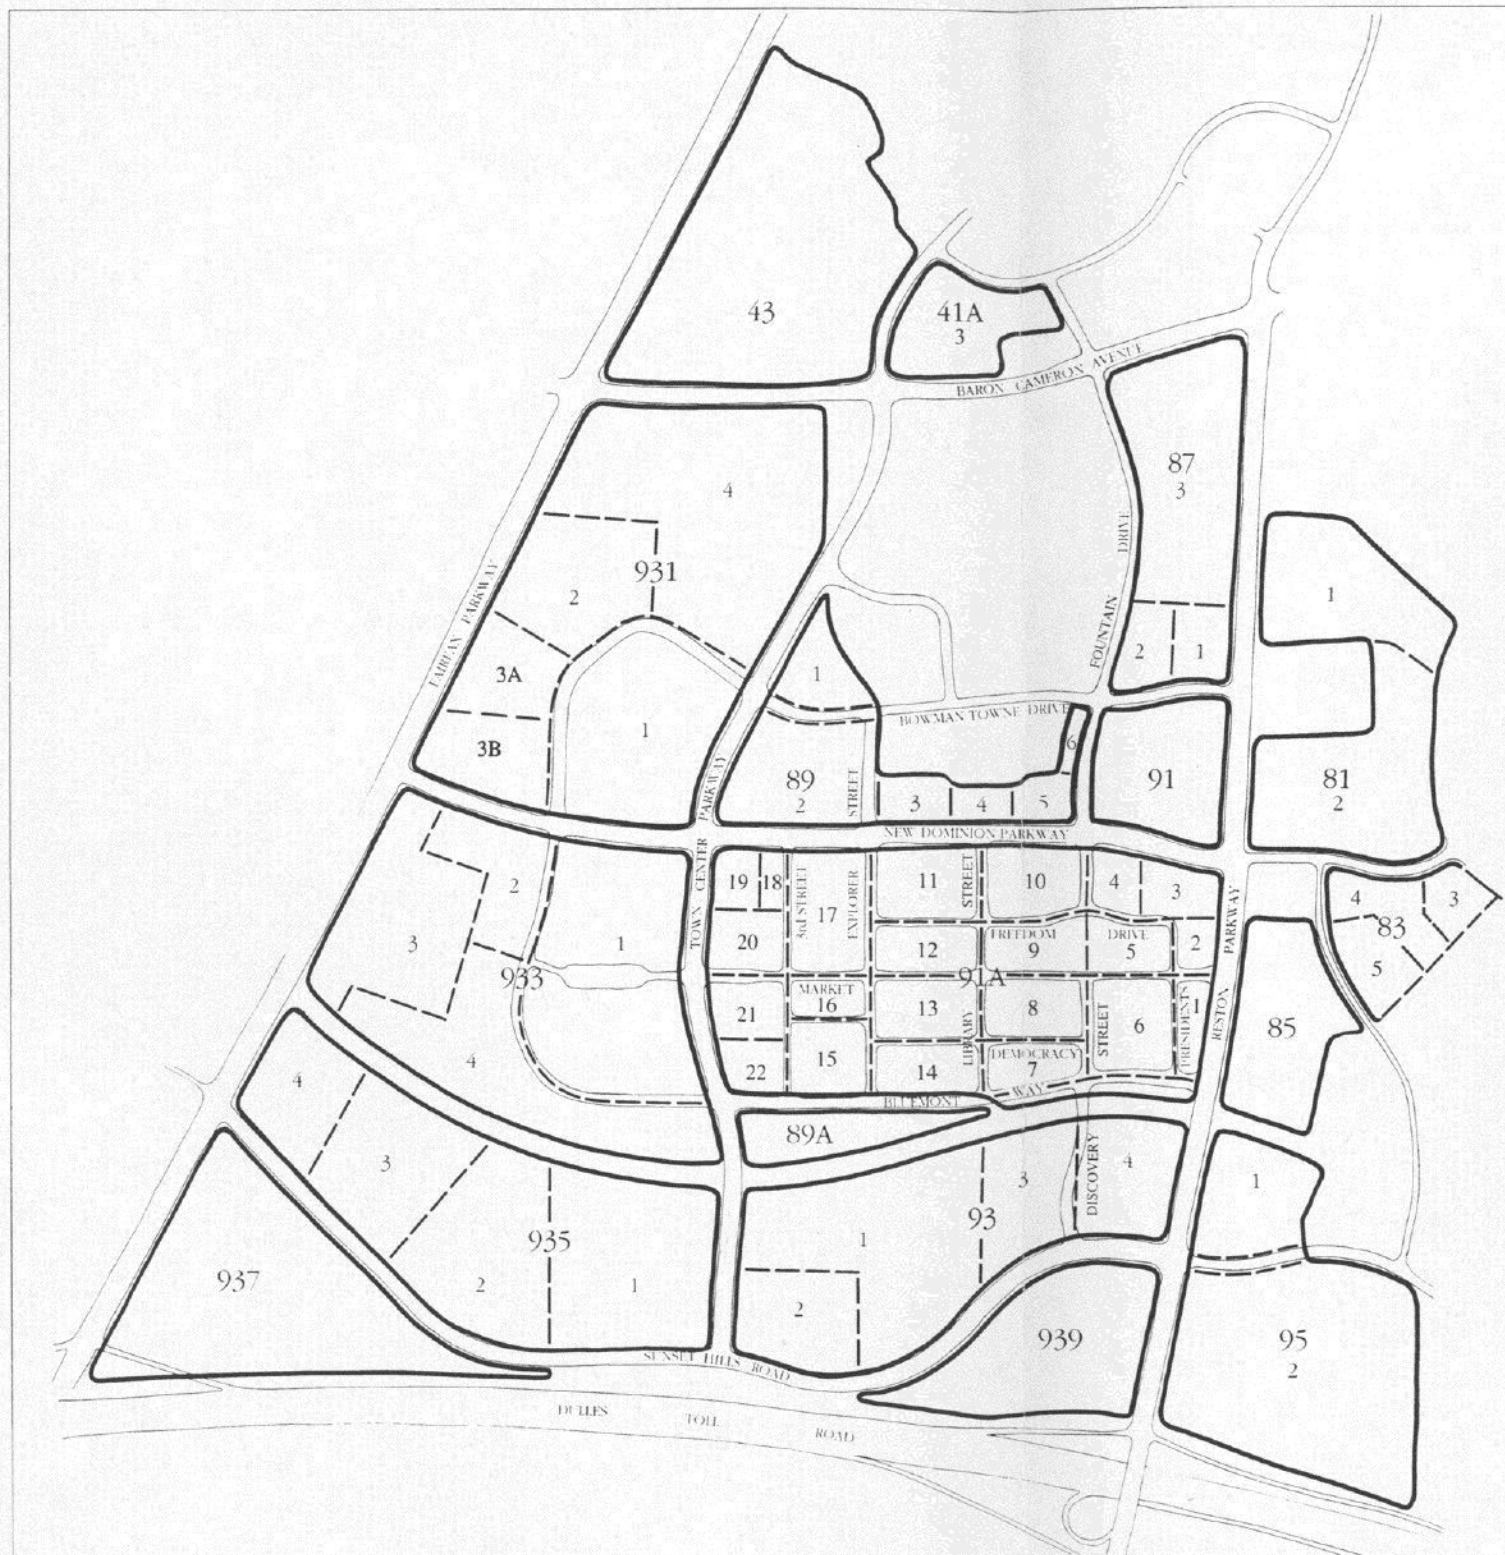 43
41A
3
BARON CAMERON AVENUE
87
3
4
931
2
FOUNTAIN DRIVE
FAIRFAX PARKWAY
1
2
1
3A
1
1
BOWMAN TOWNE DRIVE
3B
6
89
2
STREET
3
4
5
91
81
2
TOWN CENTER PARKWAY
NEW DOMINION PARKWAY
19
18
3rd STREET
17
EXPLORER
11
STREET
10
4
3
2
3
1
933
4
20
12
FREEDOM DRIVE
9
5
2
RESTON PARKWAY
4
3
83
5
91A
MARKET
16
21
13
8
6
1
STREET
PRESIDENTS
85
15
22
14
LIBRARY
DEMOCRACY
7
BLUEMONT WAY
4
3
89A
DISCOVERY
3
4
1
93
1
2
935
2
1
937
939
95
2
SUNSET HILLS ROAD
DULLES TOLL ROAD